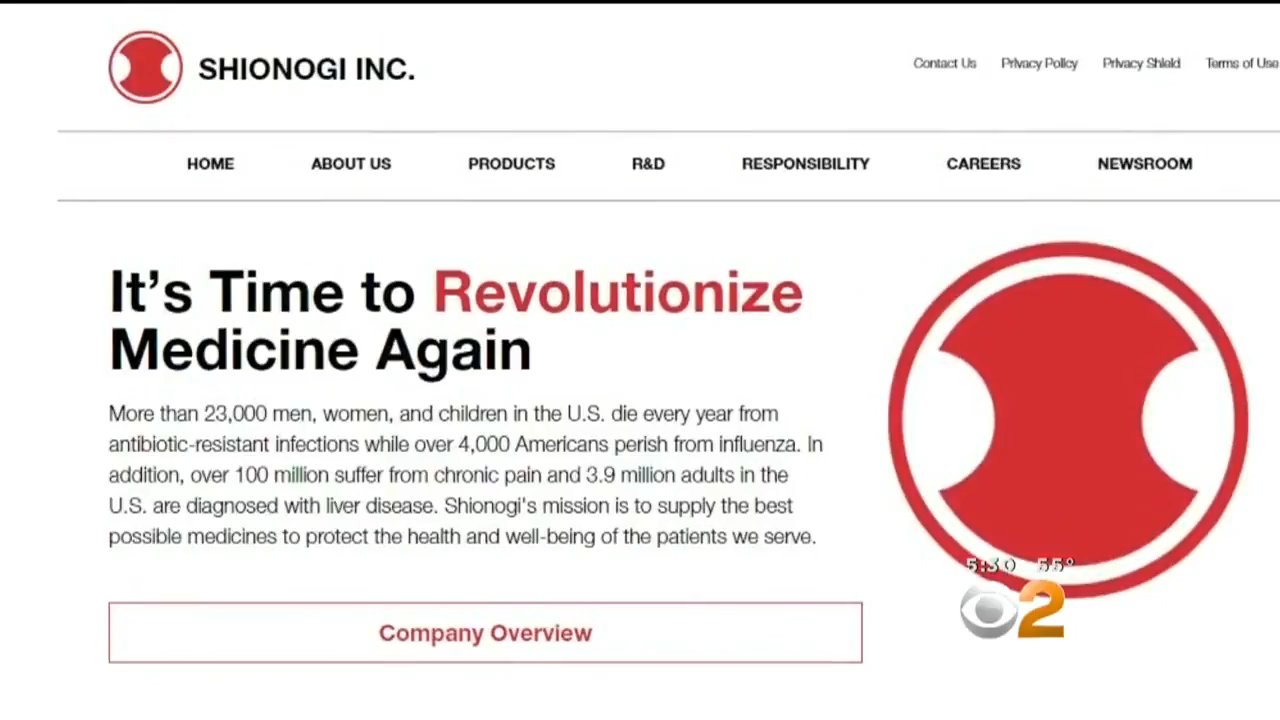 SHIONOGI INC.
Contact Us Privacy Policy Privacy Shield Terms of Use
HOME ABOUT US PRODUCTS R&D RESPONSIBILITY CAREERS NEWSROOM
It's Time to Revolutionize
Medicine Again
More than 23,000 men, women, and children in the U.S. die every year from
antibiotic-resistant infections while over 4,000 Americans perish from influenza. In
addition, over 100 million suffer from chronic pain and 3.9 million adults in the
U.S. are diagnosed with liver disease. Shionogi's mission is to supply the best
possible medicines to protect the health and well-being of the patients we serve.
5:30 55°
2
Company Overview